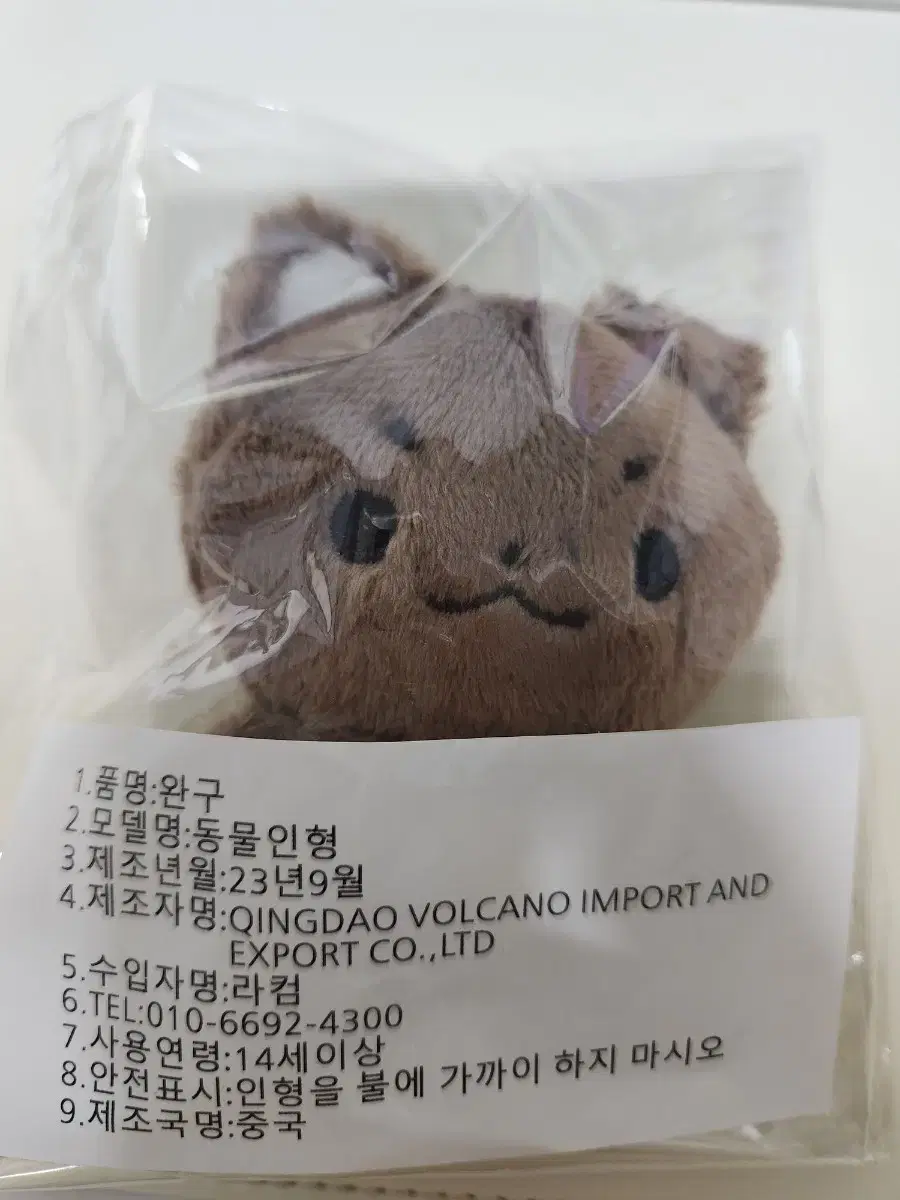 1.품명:완구
2.모델명:동물인형
3.제조년월:23년9월
4.제조자명:QINGDAO VOLCANO IMPORT AND
EXPORT CO.,LTD
5.수입자명:라컴
6.TEL:010-6692-4300
7.사용연령:14세이상
8.안전표시:인형을 불에 가까이 하지 마시오
9.제조국명:중국